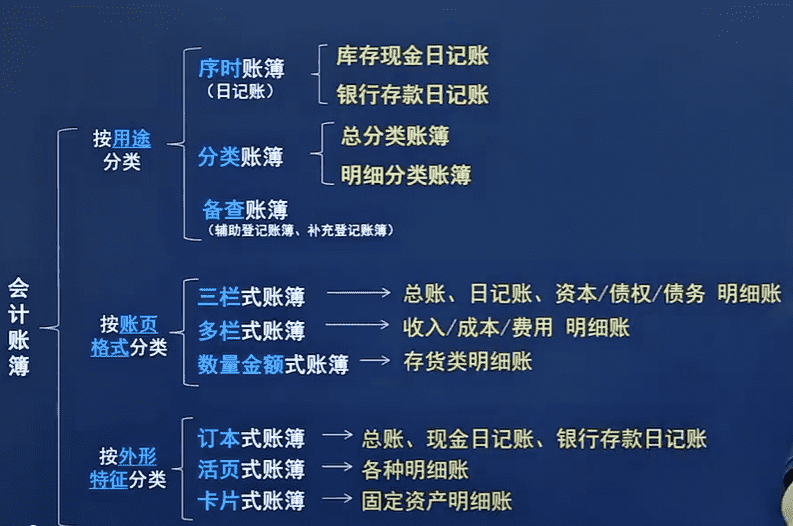 会计账簿
按用途
分类
序时账簿
（日记账）
库存现金日记账
银行存款日记账
分类账簿
总分类账簿
明细分类账簿
备查账簿
（辅助登记账簿、补充登记账簿）
按账页
格式分类
三栏式账簿 总账、日记账、资本/债权/债务 明细账
多栏式账簿 收入/成本/费用 明细账
数量金额式账簿 存货类明细账
按外形
特征分类
订本式账簿 总账、现金日记账、银行存款日记账
活页式账簿 各种明细账
卡片式账簿 固定资产明细账